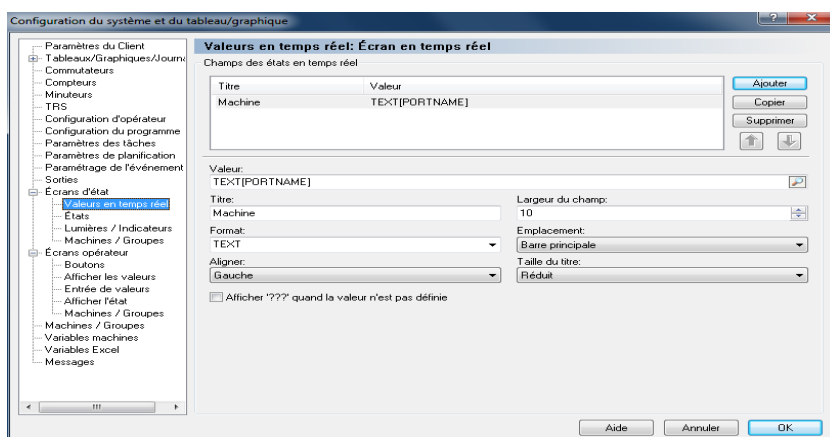 Configuration du système et du tableau/graphique
Paramètres du Client
Tableaux/Graphiques/Journa
Commutateurs
Compteurs
Minuteurs
TRS
Configuration d'opérateur
Configuration du programme
Paramètres des tâches
Paramètres de planification
Paramétrage de l'événement
Sorties
Écrans d'état
Valeurs en temps réel
États
Lumières / Indicateurs
Machines / Groupes
Écrans opérateur
Boutons
Afficher les valeurs
Entrée de valeurs
Afficher l'état
Machines / Groupes
Machines / Groupes
Variables machines
Variables Excel
Messages
Valeurs en temps réel: Écran en temps réel
Champs des états en temps réel
Titre Valeur
Machine TEXT[PORTNAME]
Ajouter
Copier
Supprimer
Valeur:
TEXT[PORTNAME]
Titre: Largeur du champ:
Machine 10
Format: Emplacement:
TEXT Barre principale
Aligner: Taille du titre:
Gauche Réduit
Afficher '???' quand la valeur n'est pas définie
Aide Annuler OK